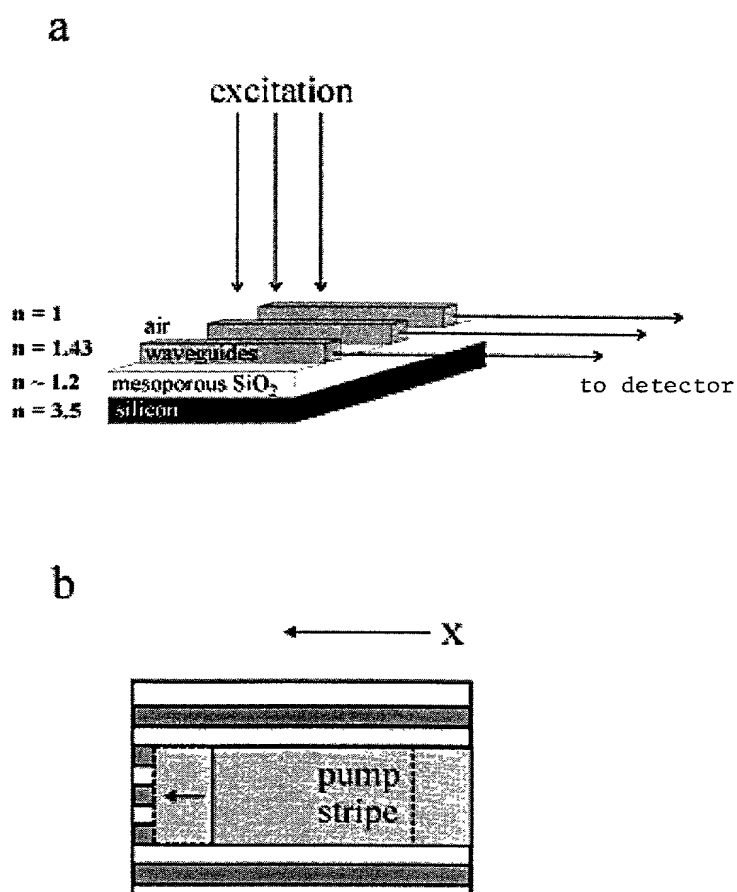 a
excitation
n = 1
air
n = 1.43
waveguides
n ~ 1.2
mesoporous SiO₂
to detector
n = 3.5
silicon
b
X
pump
stripe